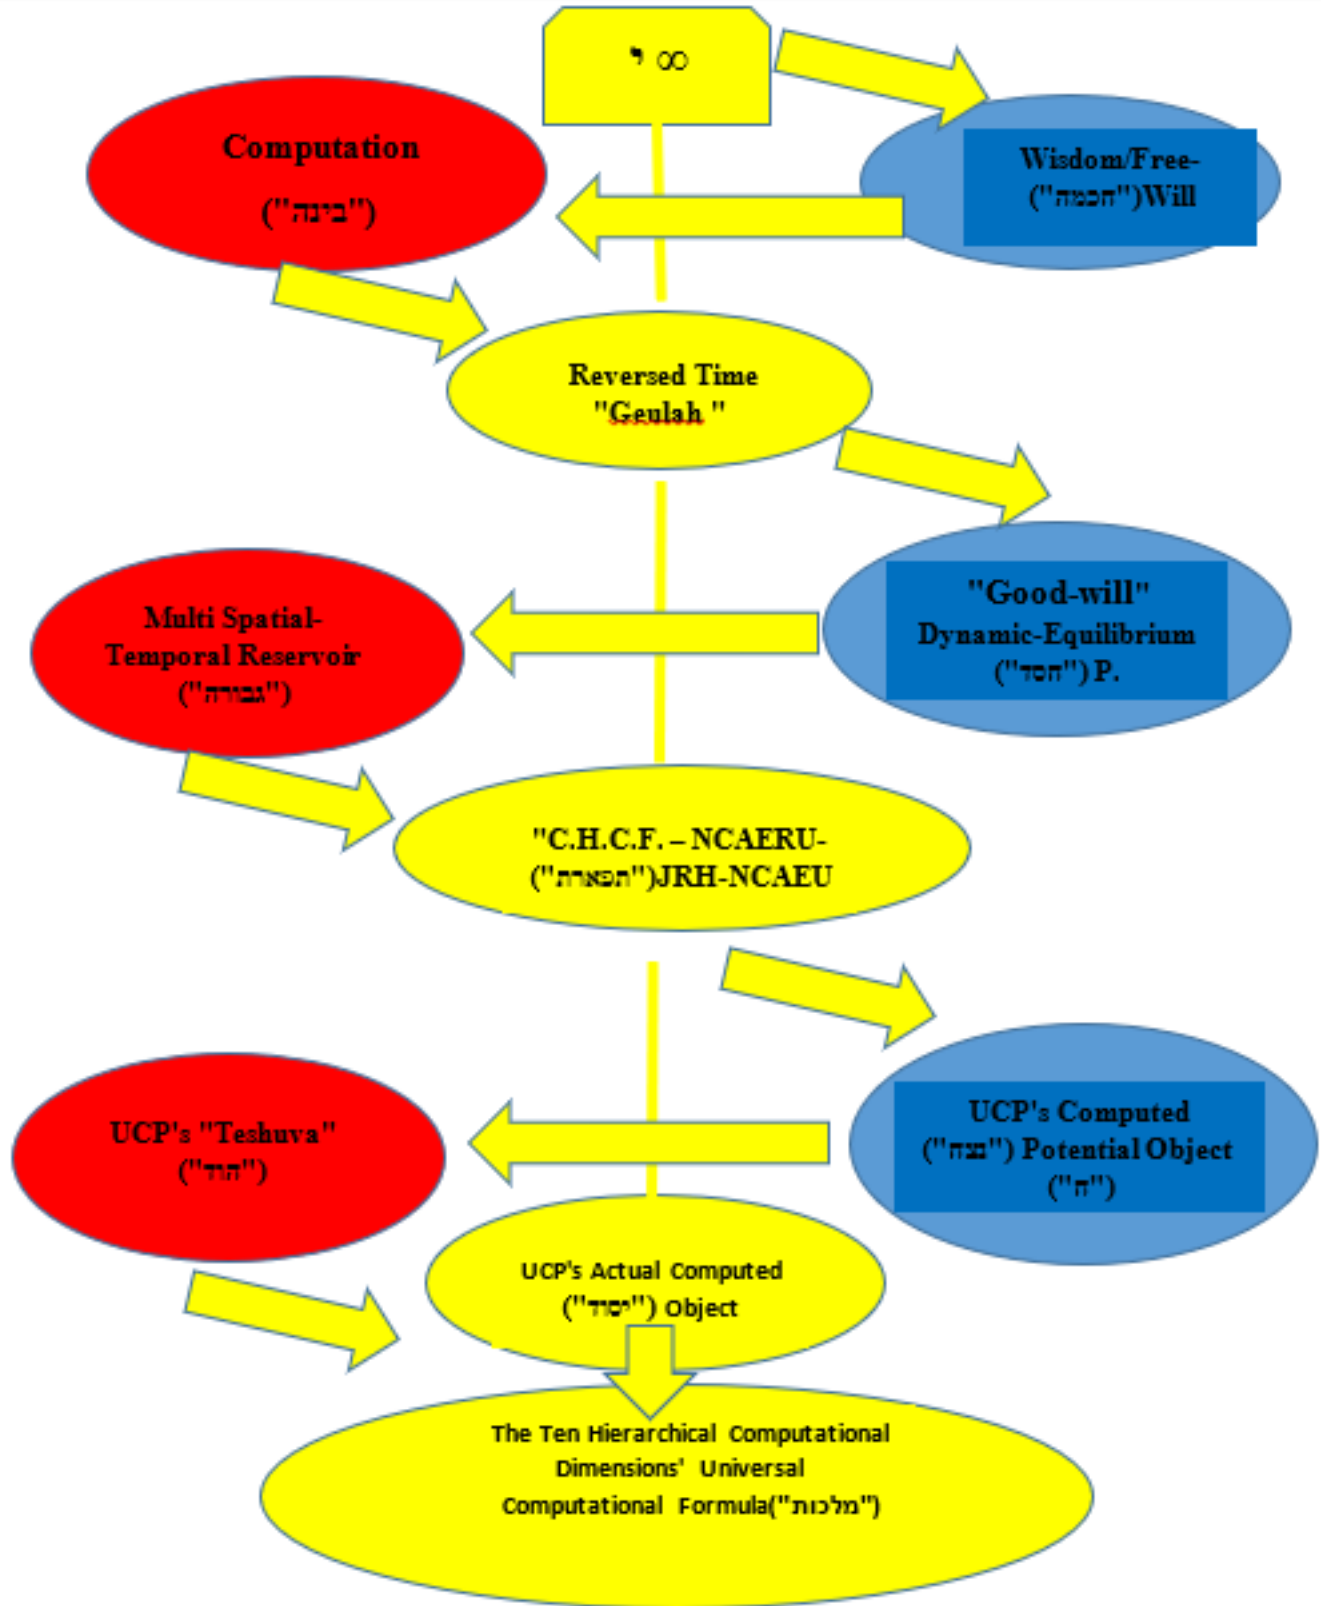 ∞ י
Computation
("בינה")
Wisdom/Free-
("חכמה")Will
Reversed Time
"Geulah "
"Good-will"
Dynamic-Equilibrium
("חסד") P.
Multi Spatial-
Temporal Reservoir
("גבורה")
"C.H.C.F. – NCAERU-
("תפארת")JRH-NCAEU
UCP's Computed
("נצח") Potential Object
("ח")
UCP's "Teshuva"
("הוד")
UCP's Actual Computed
("יסוד") Object
The Ten Hierarchical Computational
Dimensions' Universal
Computational Formula("מלכות")